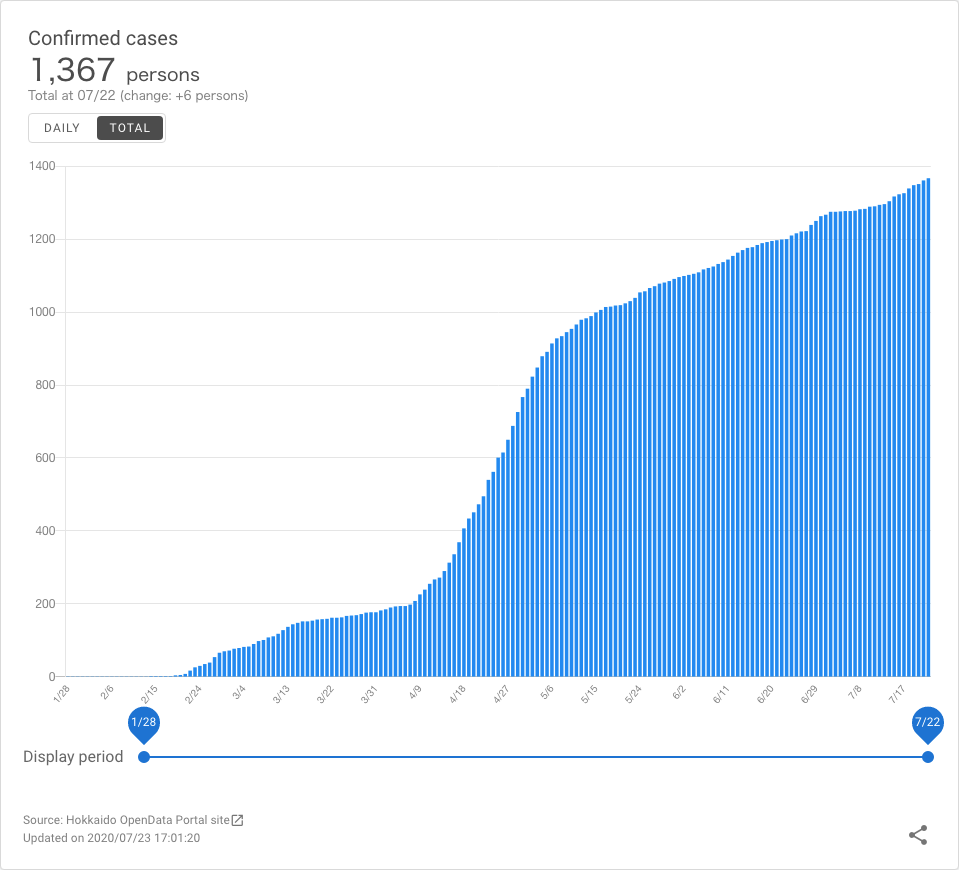 Confirmed cases
1,367 persons
Total at 07/22 (change: +6 persons)
DAILY TOTAL
1400
1200
1000
800
600
400
200
0
1/28 2/6 2/15 2/24 3/4 3/13 3/22 3/31 4/9 4/18 4/27 5/6 5/15 5/24 6/2 6/11 6/20 6/29 7/8 7/17
1/28 7/22
Display period
Source: Hokkaido OpenData Portal site
Updated on 2020/07/23 17:01:20